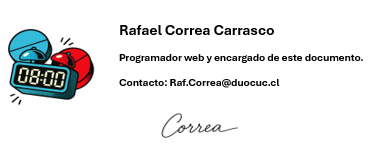 Rafael Correa Carrasco
Programador web y encargado de este documento.
08:00
Contacto: Raf.Correa@duocuc.cl
Correa